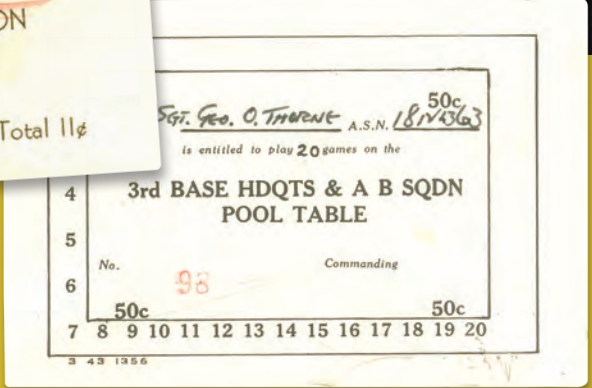 ON
Total 11¢
50c
SGT. GEO. O. THORNE A.S.N.
is entitled to play 20 games on the
4 3rd BASE HDQTS & A B SQDN
POOL TABLE
5
No. 98 Commanding
6
50c 50c
7 8 9 10 11 12 13 14 15 16 17 18 19 20
3 43 1356